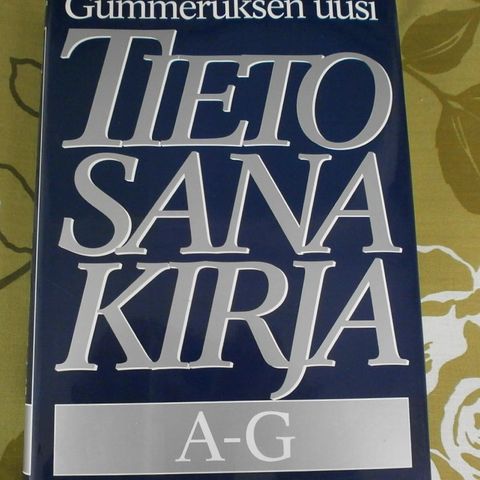 Gummeruksen uusi
TIETO
SANA
KIRJA
A-G